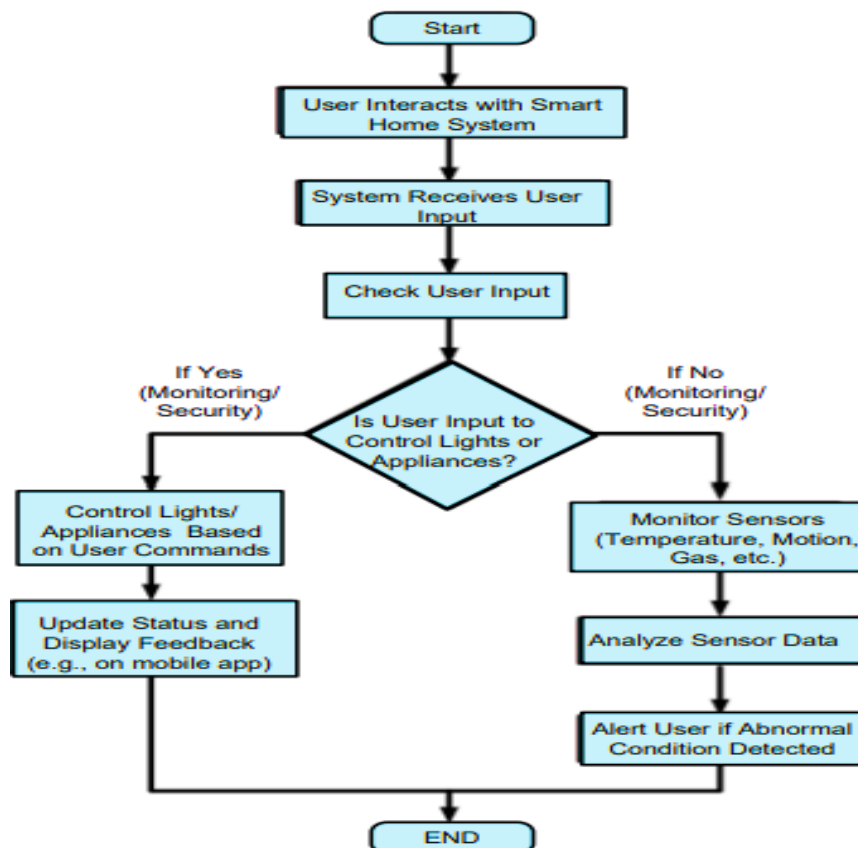 Start
User Interacts with Smart
Home System
System Receives User
Input
Check User Input
If Yes
(Monitoring/
Security)
If No
(Monitoring/
Security)
Is User Input to
Control Lights or
Appliances?
Control Lights/
Appliances Based
on User Commands
Update Status and
Display Feedback
(e.g., on mobile app)
Monitor Sensors
(Temperature, Motion,
Gas, etc.)
Analyze Sensor Data
Alert User if Abnormal
Condition Detected
END